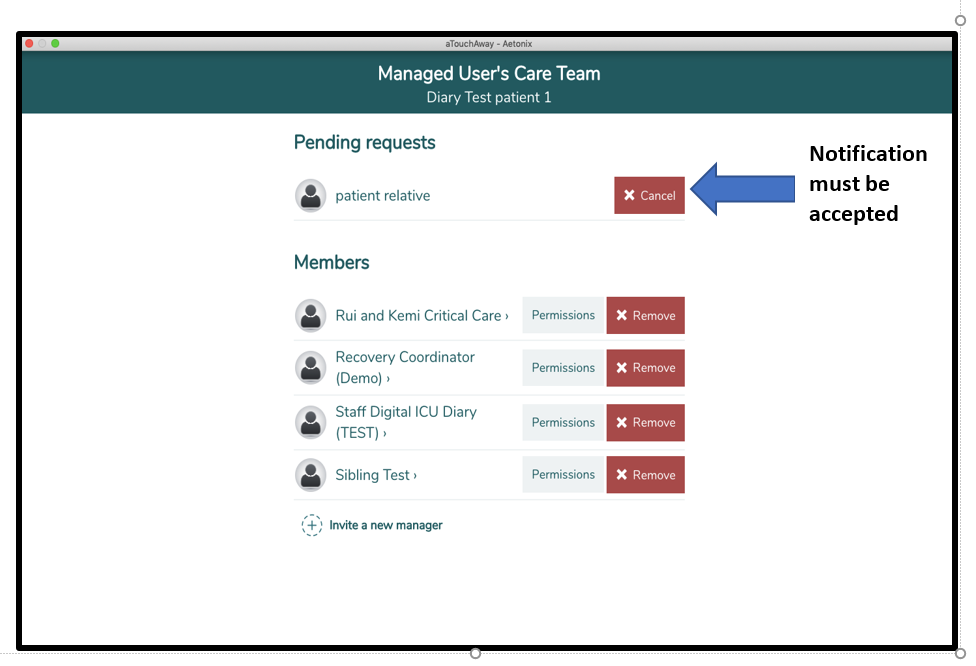 aTouchAway - Aetonix
Managed User's Care Team
Diary Test patient 1
Pending requests
patient relative
Cancel
Notification
must be
accepted
Members
Rui and Kemi Critical Care ›
Permissions
Remove
Recovery Coordinator
(Demo) ›
Permissions
Remove
Staff Digital ICU Diary
(TEST) ›
Permissions
Remove
Sibling Test ›
Permissions
Remove
Invite a new manager